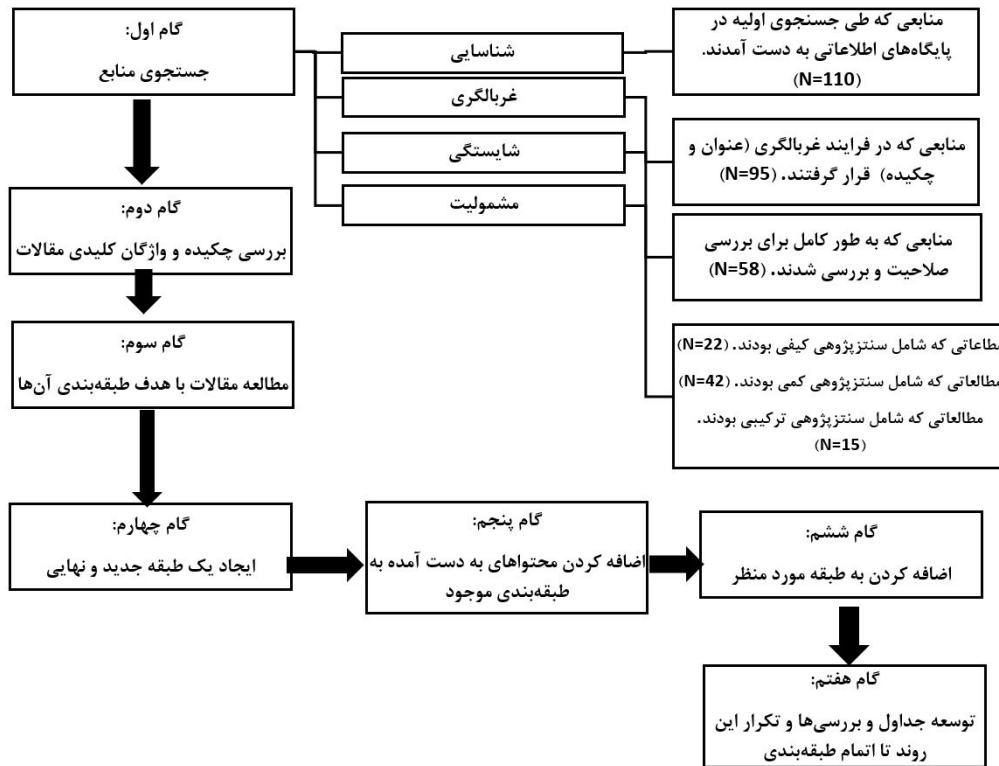 گام اول:
جستجوی منابع
شناسایی
غربالگری
شایستگی
مشمولیت
منابعی که طی جستجوی اولیه در
پایگاه‌های اطلاعاتی به دست آمدند.
(N=110)
منابعی که در فرایند غربالگری (عنوان و
چکیده) قرار گرفتند. (N=95)
منابعی که به طور کامل برای بررسی
صلاحیت و بررسی شدند. (N=58)
مطاعاتی که شامل سنتزپژوهی کیفی بودند. (N=22)
مطالعاتی که شامل سنتزپژوهی کمی بودند. (N=42)
مطالعاتی که شامل سنتزپژوهی ترکیبی بودند.
(N=15)
گام دوم:
بررسی چکیده و واژگان کلیدی مقالات
گام سوم:
مطالعه مقالات با هدف طبقه‌بندی آن‌ها
گام چهارم:
ایجاد یک طبقه جدید و نهایی
گام پنجم:
اضافه کردن محتواهای به دست آمده به
طبقه‌بندی موجود
گام ششم:
اضافه کردن به طبقه مورد منظر
گام هفتم:
توسعه جداول و بررسی‌ها و تکرار این
روند تا اتمام طبقه‌بندی